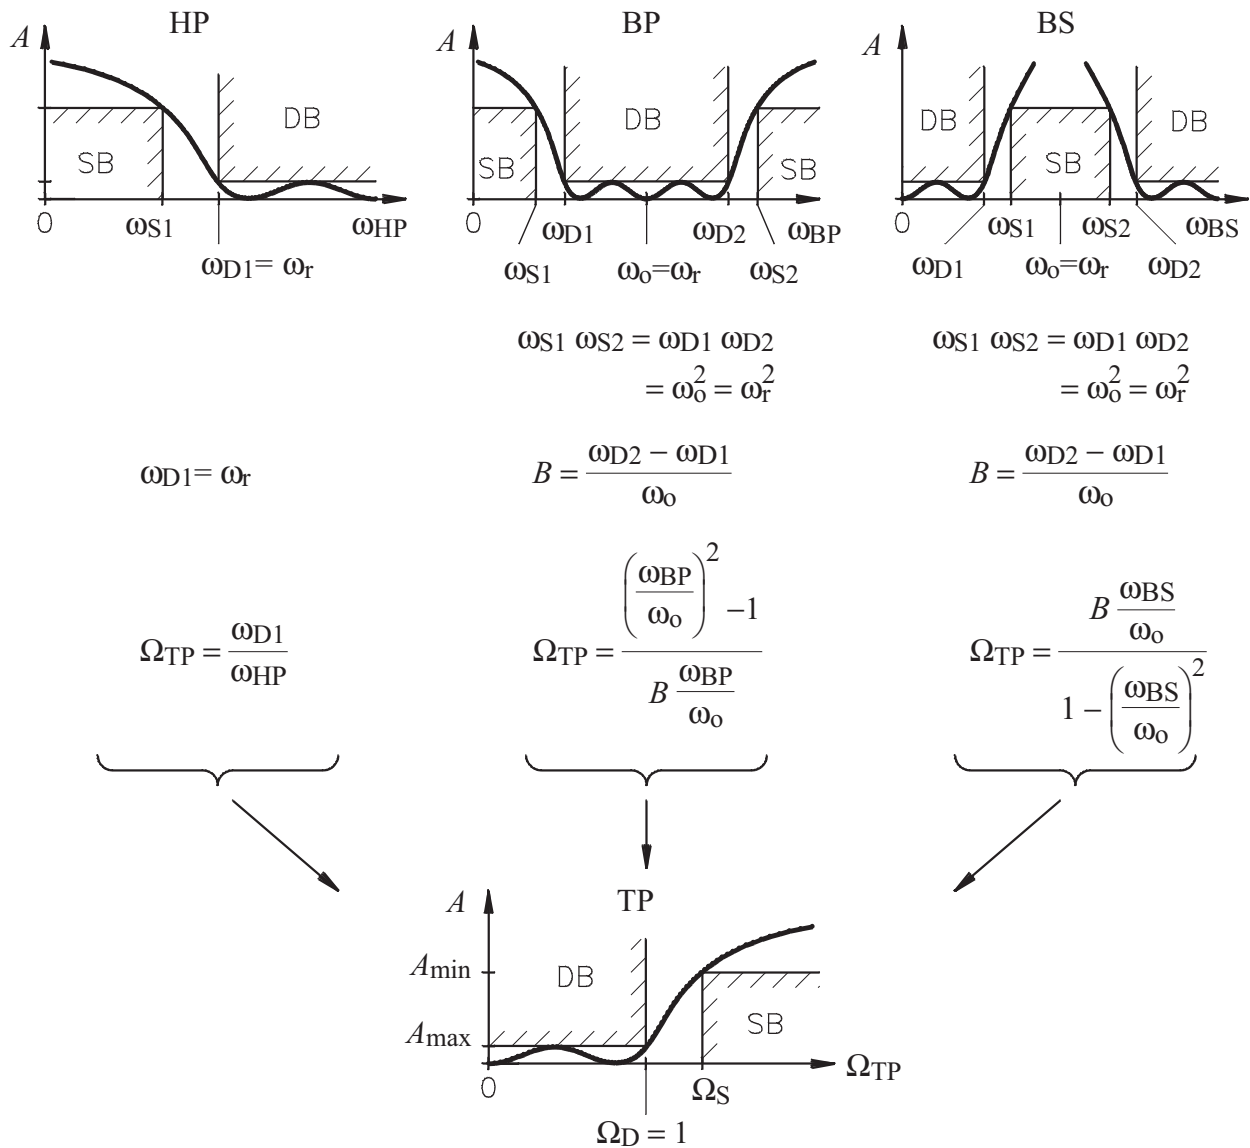 HP BP BS
A A A
DB DB DB DB
SB SB SB SB
0 ωS1 ωHP 0 ωD1 ωD2 ωBP 0 ωS1 ωS2 ωBS
ωD1= ωr ωS1 ωo=ωr ωS2 ωD1 ωo=ωr ωD2
ωS1 ωS2 = ωD1 ωD2 ωS1 ωS2 = ωD1 ωD2
= ωo² = ωr² = ωo² = ωr²
ωD1= ωr B = (ωD2 − ωD1)/ωo B = (ωD2 − ωD1)/ωo
ΩTP = ωD1/ωHP ΩTP = ((ωBP/ωo)² −1)/(B ωBP/ωo) ΩTP = (B ωBS/ωo)/(1 − (ωBS/ωo)²)
TP
A
Amin
DB
Amax
SB
0 ΩS ΩTP
ΩD = 1